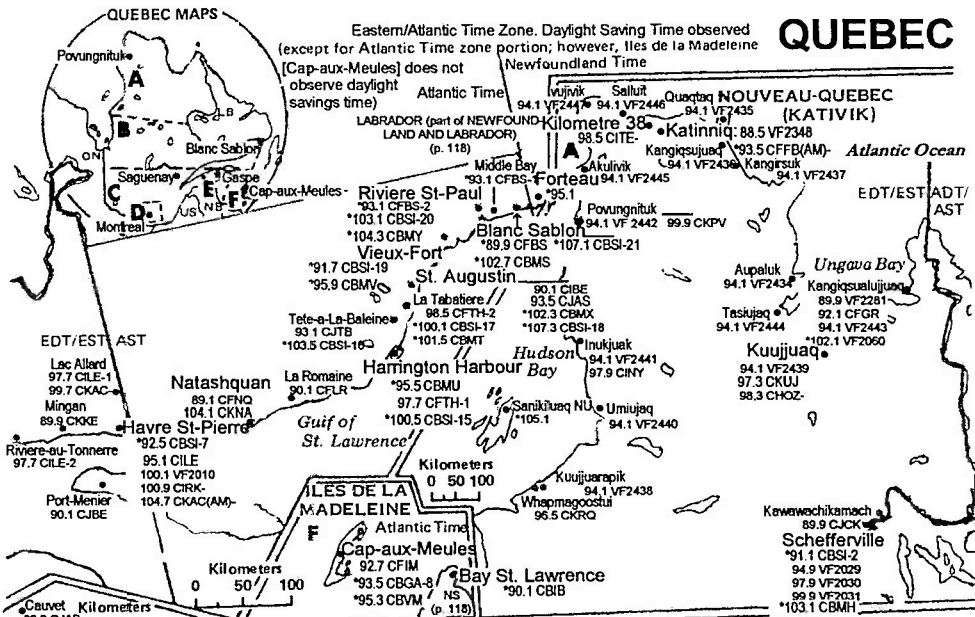 QUEBEC MAPS
Povungnituk
A
B
LB
Blanc Sablon
ON
Saguenay
Gaspe
C
E
F
Cap-aux-Meules
D
US
NB
Montreal
Eastern/Atlantic Time Zone. Daylight Saving Time observed
(except for Atlantic Time zone portion; however, Iles de la Madeleine
[Cap-aux-Meules] does not
observe daylight
savings time)
QUEBEC
Newfoundland Time
Atlantic Time
LABRADOR (part of NEWFOUND-
LAND AND LABRADOR)
(p. 118)
Ivujivik
94.1 VF2447
Salluit
94.1 VF2446
Quaqtaq
94.1 VF2435
NOUVEAU-QUEBEC
(KATIVIK)
Kilometre 38
98.5 CITE-
Katinniq:
88.5 VF2348
*93.5 CFFB(AM)-
Kangiqsujuaq
94.1 VF2436
Kangirsuk
94.1 VF2437
Atlantic Ocean
A
Akulivik
94.1 VF2445
Middle Bay
*93.1 CFBS-
Forteau
*95.1
Riviere St-Paul
*93.1 CFBS-2
*103.1 CBSI-20
*104.3 CBMY
EDT/EST
ADT/
AST
Povungnituk
94.1 VF 2442
99.9 CKPV
Blanc Sablon
*89.9 CFBS
*107.1 CBSI-21
*102.7 CBMS
Vieux-Fort
*91.7 CBSI-19
*95.9 CBMV
St. Augustin
90.1 CIBE
93.5 CJAS
*102.3 CBMX
*107.3 CBSI-18
Aupaluk
94.1 VF2434
Ungava Bay
Kangiqsualujjuaq
89.9 VF2281
92.1 CFGR
94.1 VF2443
*102.1 VF2060
Tasiujaq
94.1 VF2444
La Tabatiere
98.5 CFTH-2
*100.1 CBSI-17
*101.5 CBMT
Tete-a-La-Baleine
93.1 CJTB
*103.5 CBSI-16
EDT/EST
AST
Lac Allard
97.7 CILE-1
99.7 CKAC-
Inukjuak
94.1 VF2441
97.9 CINY
Hudson
Bay
Kuujjuaq
94.1 VF2439
97.3 CKUJ
98.3 CHOZ-
Harrington Harbour
*95.5 CBMU
97.7 CFTH-1
*100.5 CBSI-15
La Romaine
90.1 CFLR
Natashquan
89.1 CFNQ
104.1 CKNA
Mingan
89.9 CKKE
Sanikiluaq NU
*105.1
Umiujaq
94.1 VF2440
Havre St-Pierre
*92.5 CBSI-7
95.1 CILE
100.1 VF2010
100.9 CIRK-
104.7 CKAC(AM)-
Gulf of
St. Lawrence
Riviere-au-Tonnerre
97.7 CILE-2
Port-Menier
90.1 CJBE
Kilometers
0 50 100
Kuujjuarapik
94.1 VF2438
Whapmagoostui
96.5 CKRQ
ILES DE LA
MADELEINE
F
Atlantic Time
Cap-aux-Meules
92.7 CFIM
*93.5 CBGA-8
*95.3 CBVM
Bay St. Lawrence
*90.1 CBIB
NS
(p. 118)
Kilometers
0 50 100
Kawawachikamach
89.9 CJCK
Schefferville
*91.1 CBSI-2
94.9 VF2029
97.9 VF2030
99.9 VF2031
*103.1 CBMH
Cauvet
Kilometers